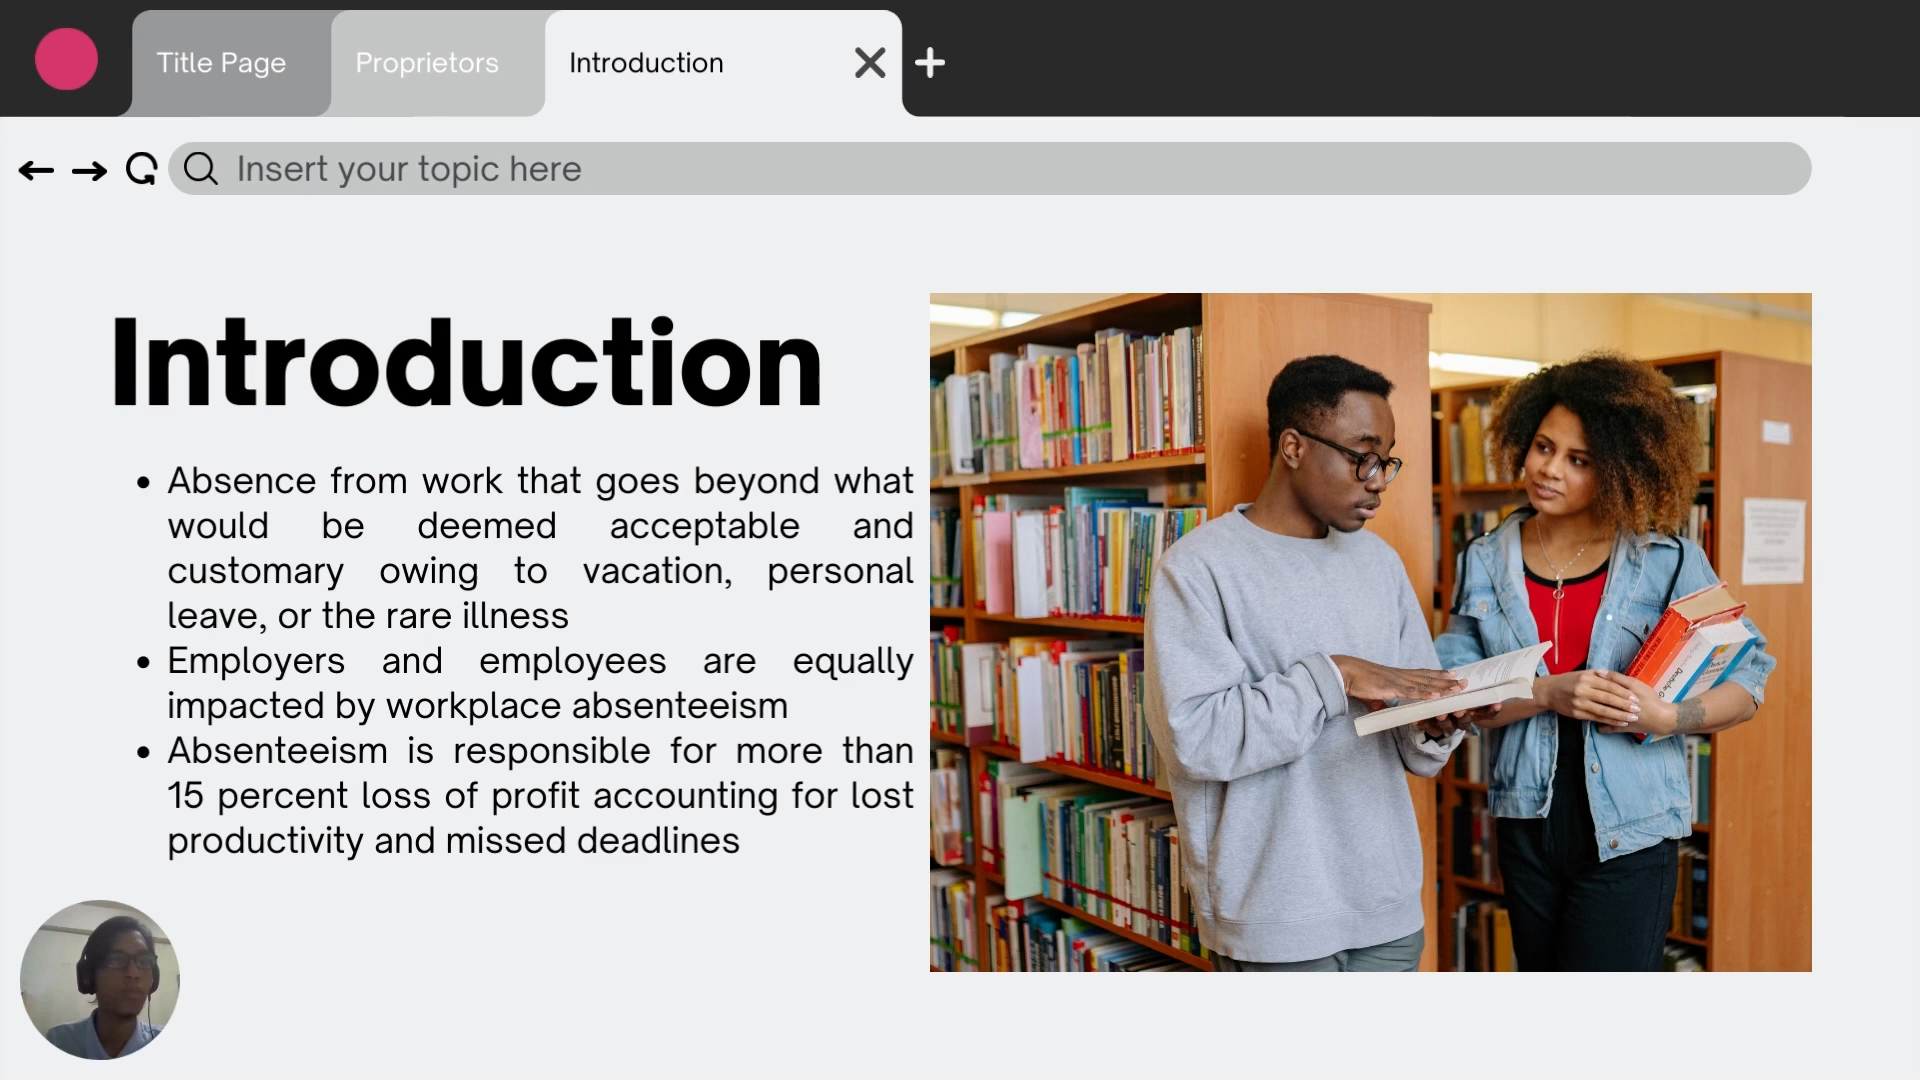 Title Page
Proprietors
Introduction
Insert your topic here
Introduction
• Absence from work that goes beyond what
would be deemed acceptable and
customary owing to vacation, personal
leave, or the rare illness
• Employers and employees are equally
impacted by workplace absenteeism
• Absenteeism is responsible for more than
15 percent loss of profit accounting for lost
productivity and missed deadlines